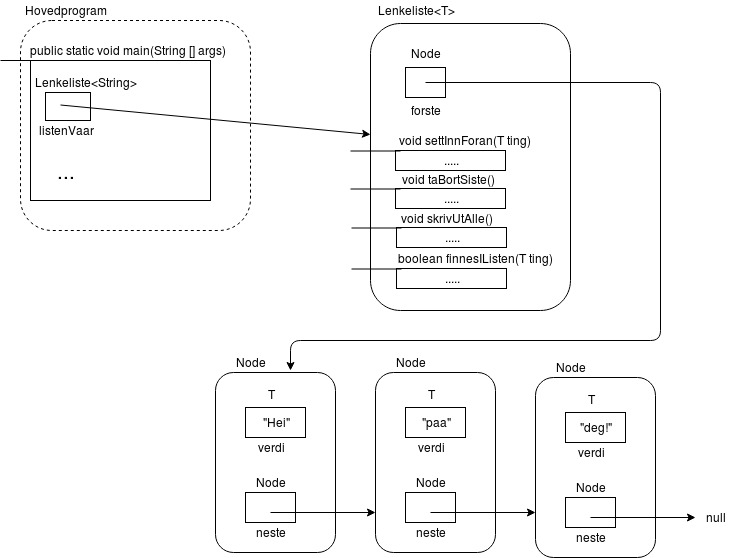 Hovedprogram
public static void main(String [] args)
Lenkeliste<String>
listenVaar
...
Lenkeliste<T>
Node
forste
void settInnForan(T ting)
.....
void taBortSiste()
.....
void skrivUtAlle()
.....
boolean finnesIListen(T ting)
.....
Node
T
"Hei"
verdi
Node
neste
Node
T
"paa"
verdi
Node
neste
Node
T
"deg!"
verdi
Node
neste
null